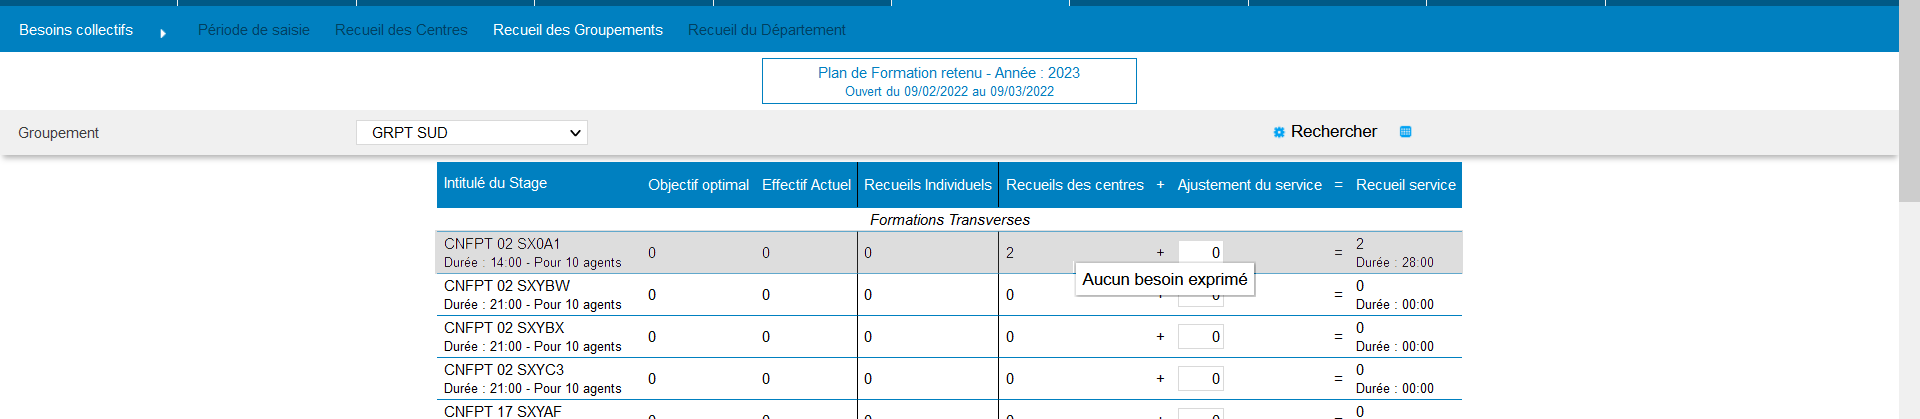 Besoins collectifs Période de saisie Recueil des Centres Recueil des Groupements Recueil du Département
Plan de Formation retenu - Année : 2023
Ouvert du 09/02/2022 au 09/03/2022
Groupement GRPT SUD Rechercher
Intitulé du Stage Objectif optimal Effectif Actuel Recueils Individuels Recueils des centres + Ajustement du service = Recueil service
Formations Transverses
CNFPT 02 SX0A1 0 0 0 2 + 0 = 2
Durée : 14:00 - Pour 10 agents Durée : 28:00
Aucun besoin exprimé
CNFPT 02 SXYBW 0 0 0 0 + 0 = 0
Durée : 21:00 - Pour 10 agents Durée : 00:00
CNFPT 02 SXYBX 0 0 0 0 + 0 = 0
Durée : 21:00 - Pour 10 agents Durée : 00:00
CNFPT 02 SXYC3 0 0 0 0 + 0 = 0
Durée : 21:00 - Pour 10 agents Durée : 00:00
CNFPT 17 SXYAF 0